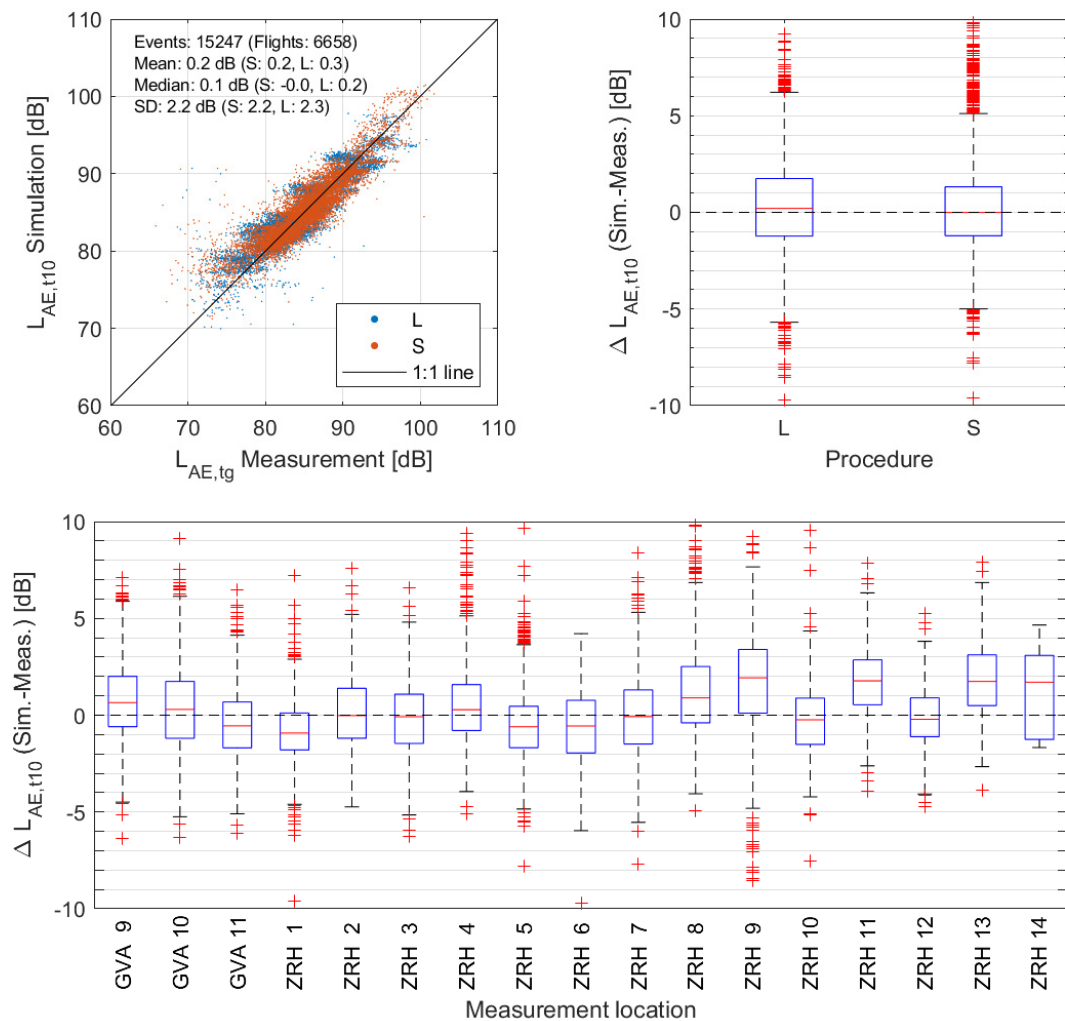 Events: 15247 (Flights: 6658)
Mean: 0.2 dB (S: 0.2, L: 0.3)
Median: 0.1 dB (S: -0.0, L: 0.2)
SD: 2.2 dB (S: 2.2, L: 2.3)
L_AE,t10 Simulation [dB]
110
100
90
80
70
60
L
S
1:1 line
60 70 80 90 100 110
L_AE,tg Measurement [dB]
Δ L_AE,t10 (Sim.-Meas.) [dB]
10
5
0
-5
-10
L S
Procedure
Δ L_AE,t10 (Sim.-Meas.) [dB]
10
5
0
-5
-10
GVA 9
GVA 10
GVA 11
ZRH 1
ZRH 2
ZRH 3
ZRH 4
ZRH 5
ZRH 6
ZRH 7
ZRH 8
ZRH 9
ZRH 10
ZRH 11
ZRH 12
ZRH 13
ZRH 14
Measurement location